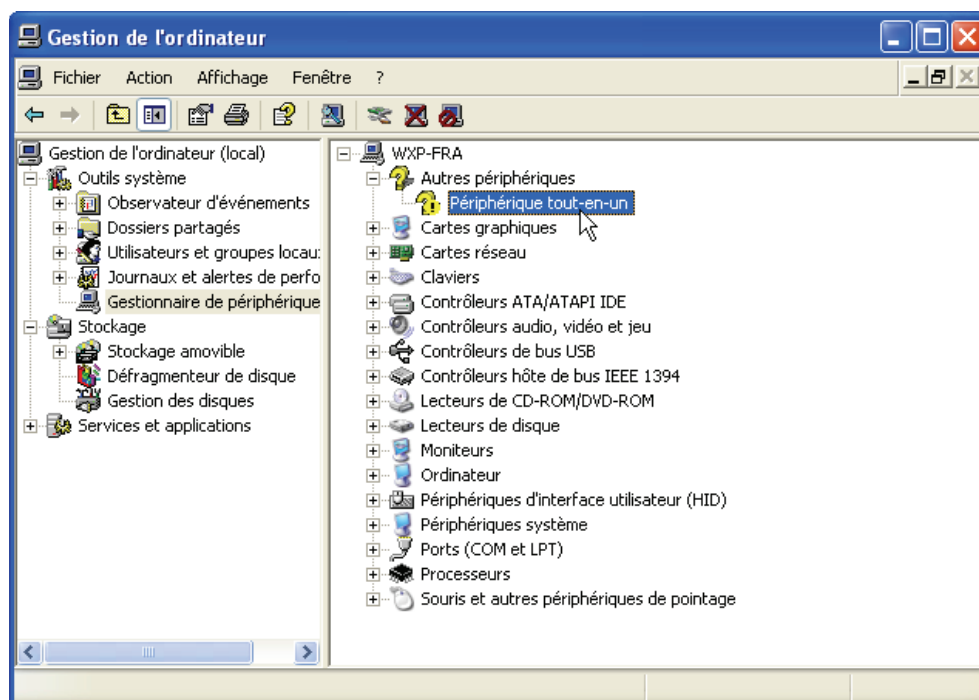 Gestion de l'ordinateur
Fichier Action Affichage Fenêtre ?
Gestion de l'ordinateur (local)
Outils système
Observateur d'événements
Dossiers partagés
Utilisateurs et groupes locau
Journaux et alertes de perfo
Gestionnaire de périphérique
Stockage
Stockage amovible
Défragmenteur de disque
Gestion des disques
Services et applications
WXP-FRA
Autres périphériques
Périphérique tout-en-un
Cartes graphiques
Cartes réseau
Claviers
Contrôleurs ATA/ATAPI IDE
Contrôleurs audio, vidéo et jeu
Contrôleurs de bus USB
Contrôleurs hôte de bus IEEE 1394
Lecteurs de CD-ROM/DVD-ROM
Lecteurs de disque
Moniteurs
Ordinateur
Périphériques d'interface utilisateur (HID)
Périphériques système
Ports (COM et LPT)
Processeurs
Souris et autres périphériques de pointage